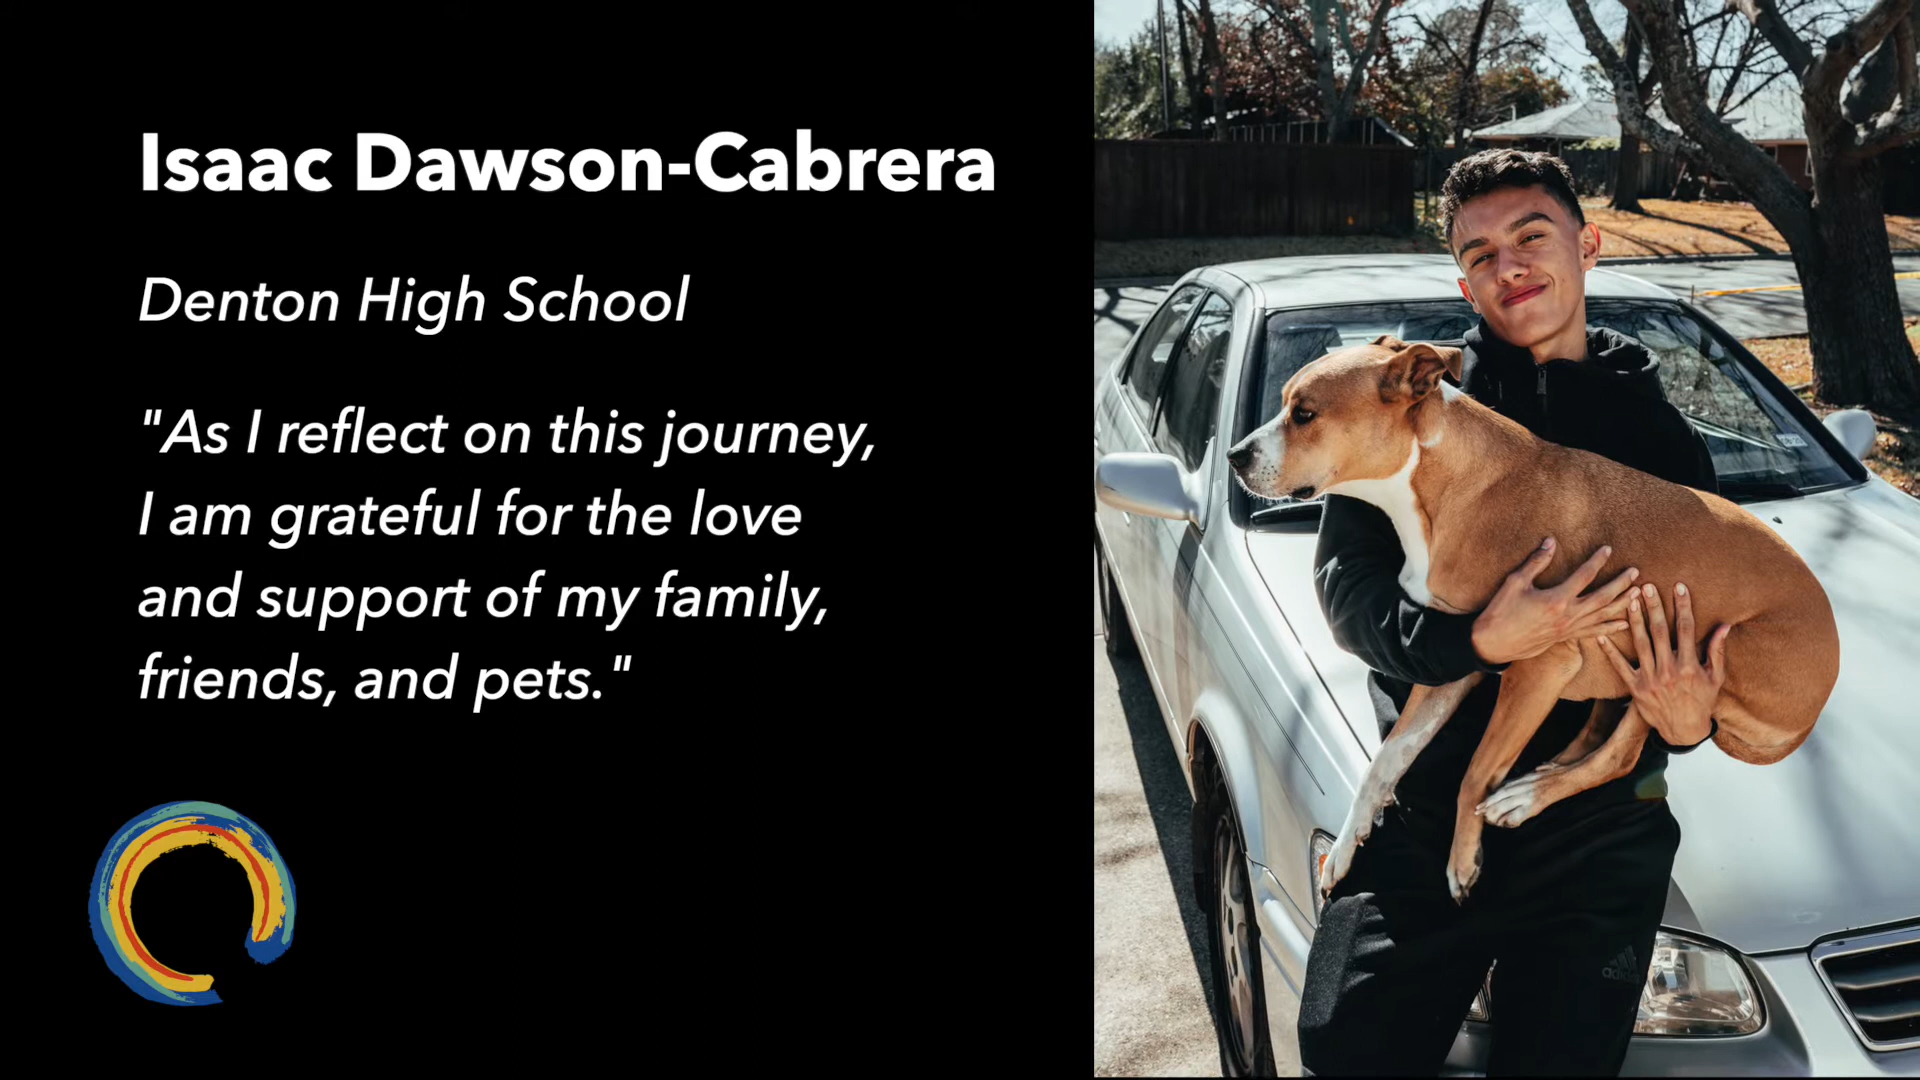 Isaac Dawson-Cabrera
Denton High School
"As I reflect on this journey,
I am grateful for the love
and support of my family,
friends, and pets."
adidas